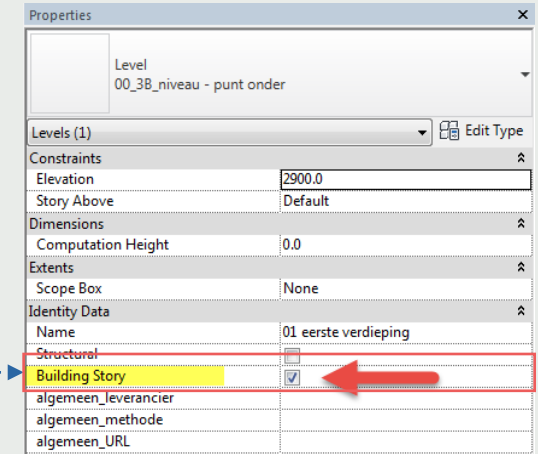 Properties
Level
00_3B_niveau - punt onder
Levels (1) Edit Type
Constraints
Elevation 2900.0
Story Above Default
Dimensions
Computation Height 0.0
Extents
Scope Box None
Identity Data
Name 01 eerste verdieping
Structural
Building Story
algemeen_leverancier
algemeen_methode
algemeen_URL